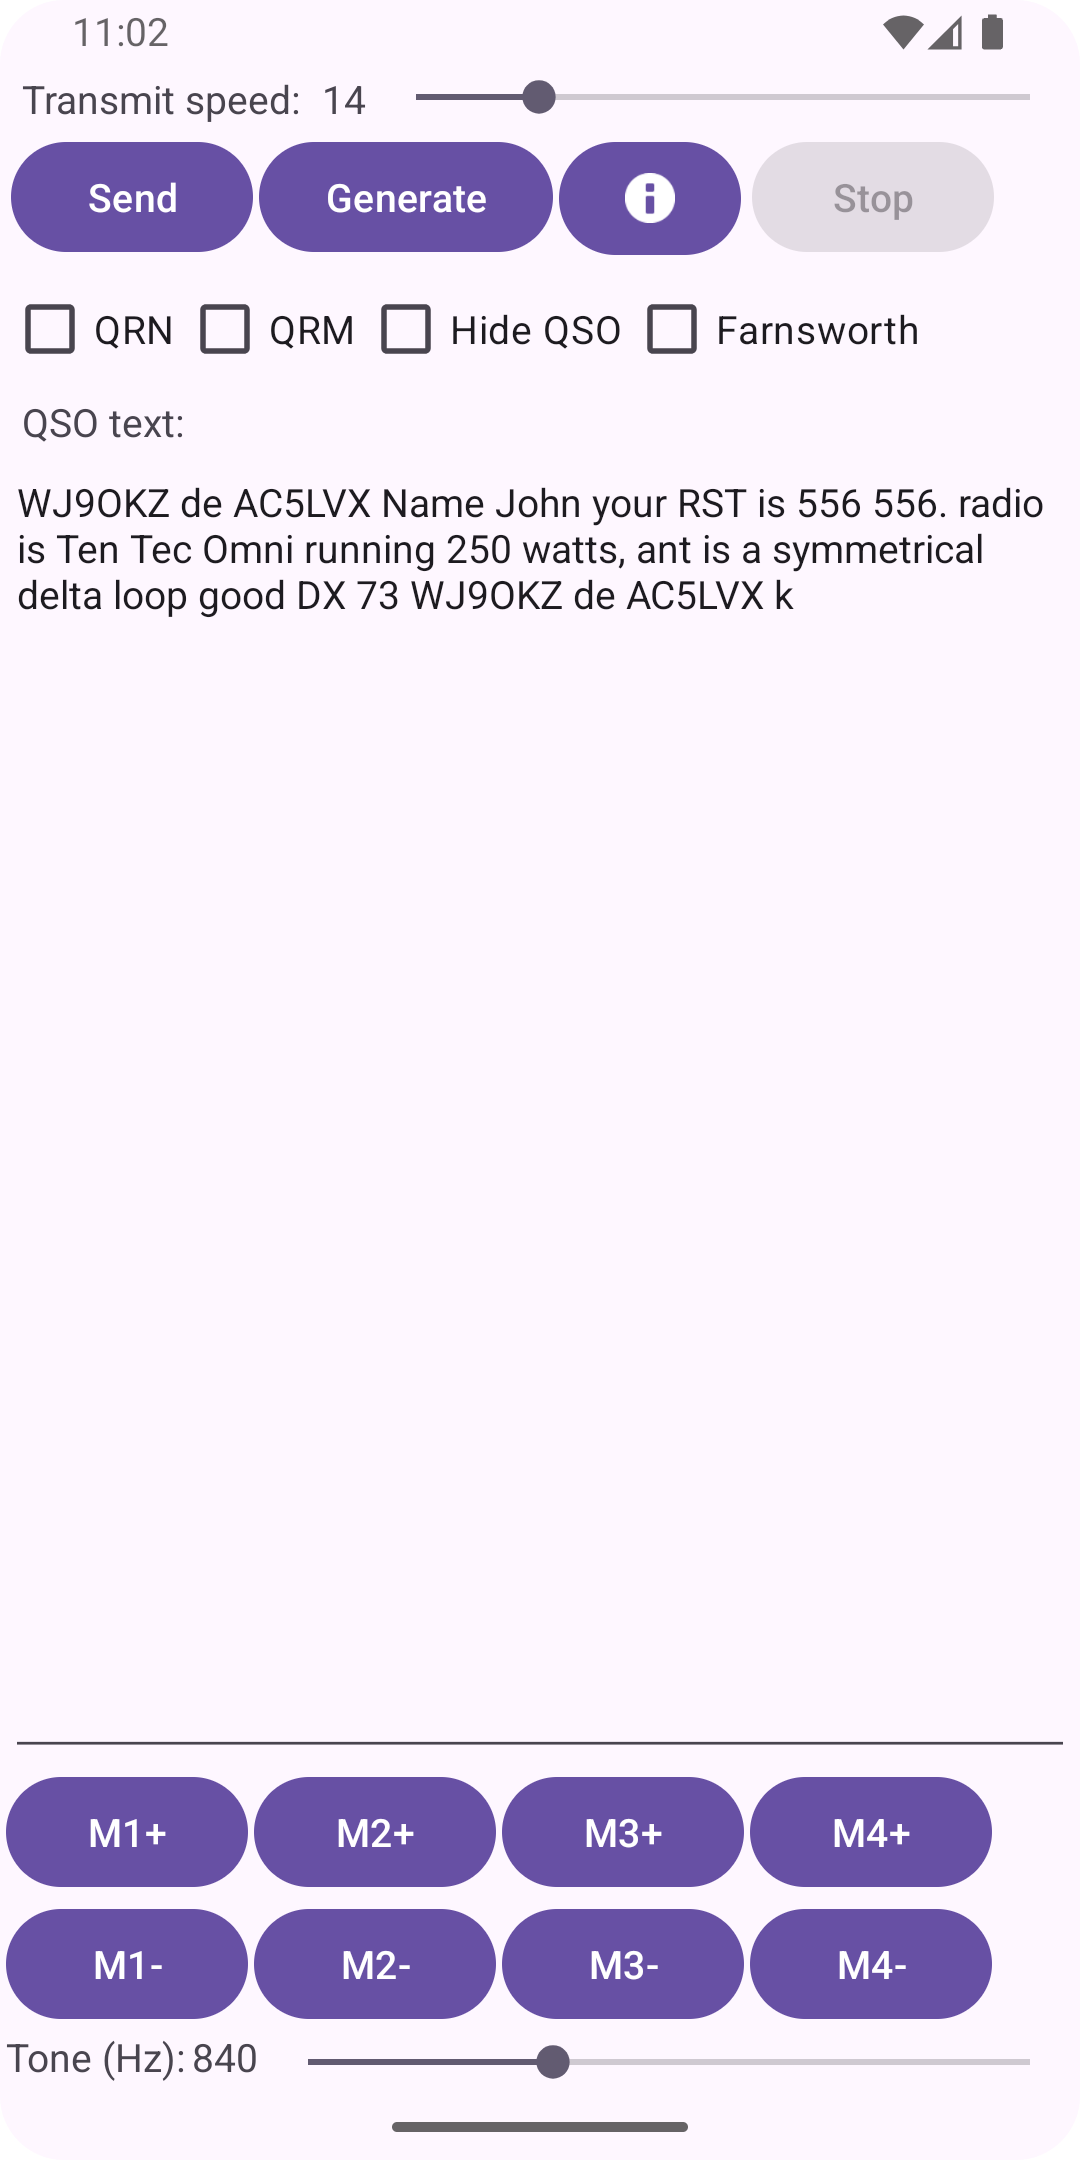 11:02
Transmit speed: 14
Send Generate Stop
QRN QRM Hide QSO Farnsworth
QSO text:
WJ9OKZ de AC5LVX Name John your RST is 556 556. radio
is Ten Tec Omni running 250 watts, ant is a symmetrical
delta loop good DX 73 WJ9OKZ de AC5LVX k
M1+ M2+ M3+ M4+
M1- M2- M3- M4-
Tone (Hz): 840